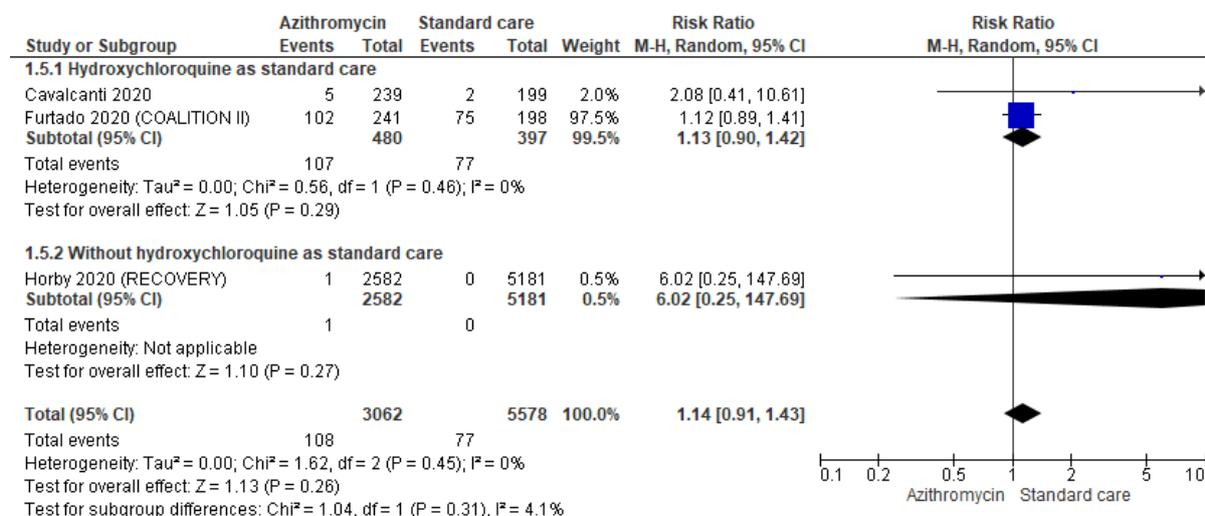 Azithromycin Standard care Risk Ratio Risk Ratio
Study or Subgroup Events Total Events Total Weight M-H, Random, 95% CI M-H, Random, 95% CI
1.5.1 Hydroxychloroquine as standard care
Cavalcanti 2020 5 239 2 199 2.0% 2.08 [0.41, 10.61]
Furtado 2020 (COALITION II) 102 241 75 198 97.5% 1.12 [0.89, 1.41]
Subtotal (95% CI) 480 397 99.5% 1.13 [0.90, 1.42]
Total events 107 77
Heterogeneity: Tau² = 0.00; Chi² = 0.56, df = 1 (P = 0.46); I² = 0%
Test for overall effect: Z = 1.05 (P = 0.29)
1.5.2 Without hydroxychloroquine as standard care
Horby 2020 (RECOVERY) 1 2582 0 5181 0.5% 6.02 [0.25, 147.69]
Subtotal (95% CI) 2582 5181 0.5% 6.02 [0.25, 147.69]
Total events 1 0
Heterogeneity: Not applicable
Test for overall effect: Z = 1.10 (P = 0.27)
Total (95% CI) 3062 5578 100.0% 1.14 [0.91, 1.43]
Total events 108 77
Heterogeneity: Tau² = 0.00; Chi² = 1.62, df = 2 (P = 0.45); I² = 0%
Test for overall effect: Z = 1.13 (P = 0.26)
Test for subgroup differences: Chi² = 1.04, df = 1 (P = 0.31), I² = 4.1%
0.1 0.2 0.5 1 2 5 10
Azithromycin Standard care